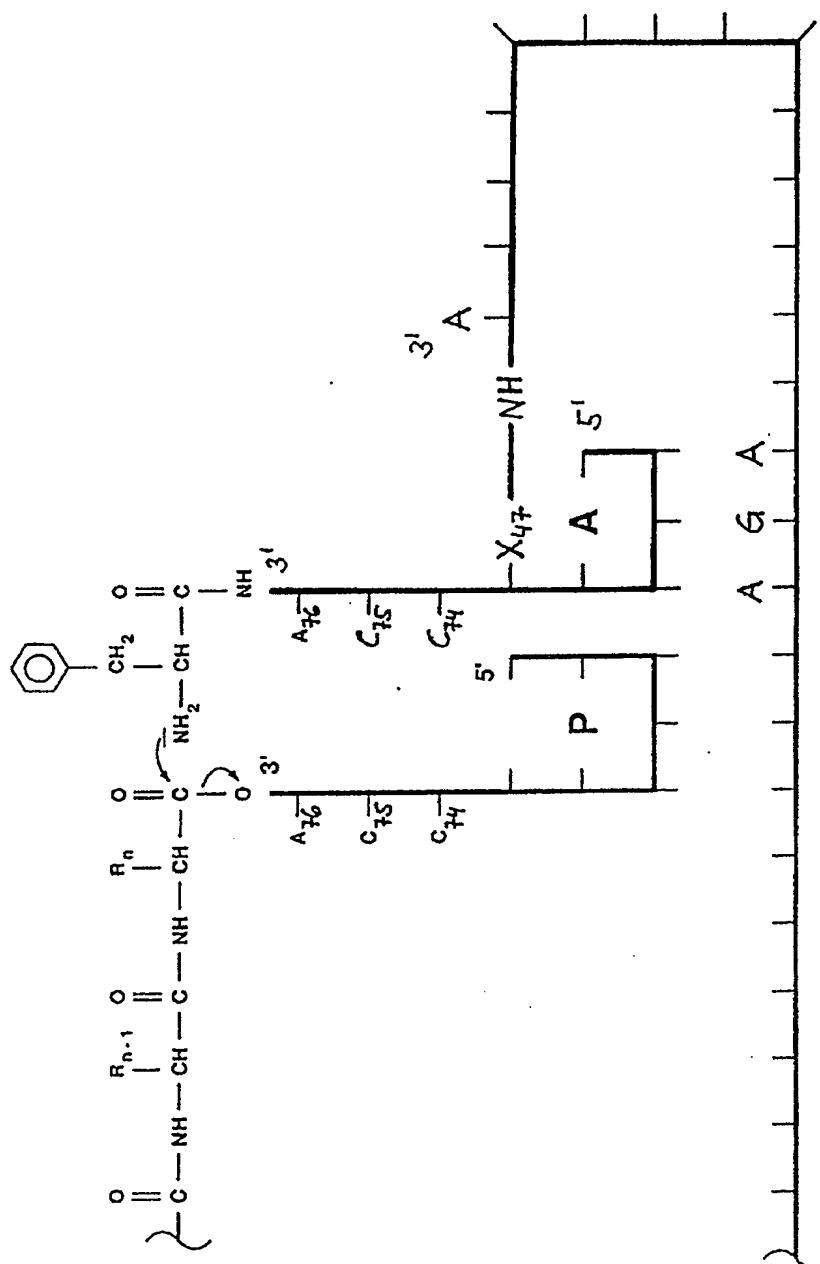 O R n-1 O R n O CH2 O
C NH CH C NH CH C NH2 CH C
O NH
3' 3'
A76 A76
C75 C75
3'
C74 C74
A
5' X47 NH
P A 5'
A G A